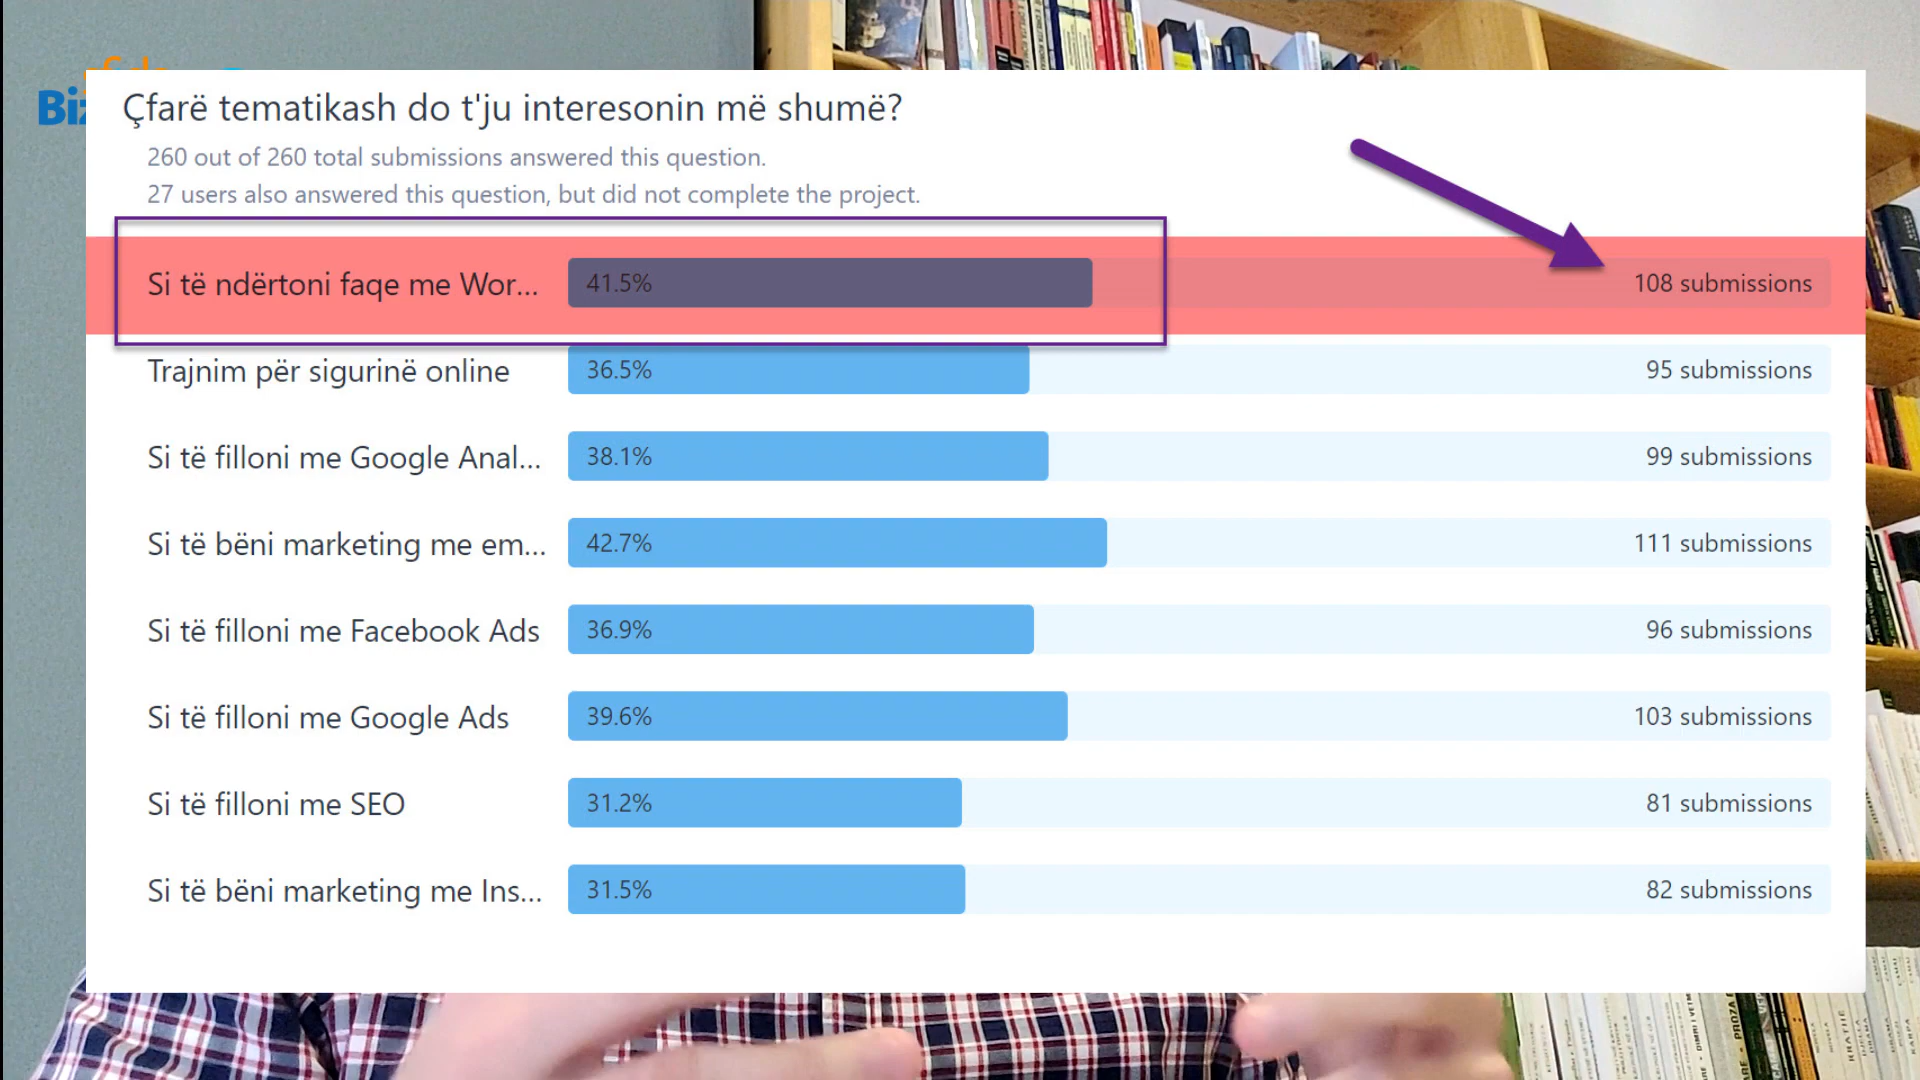 Biz
Çfarë tematikash do t'ju interesonin më shumë?
260 out of 260 total submissions answered this question.
27 users also answered this question, but did not complete the project.
Si të ndërtoni faqe me Wor... 41.5% 108 submissions
Trajnim për sigurinë online 36.5% 95 submissions
Si të filloni me Google Anal... 38.1% 99 submissions
Si të bëni marketing me em... 42.7% 111 submissions
Si të filloni me Facebook Ads 36.9% 96 submissions
Si të filloni me Google Ads 39.6% 103 submissions
Si të filloni me SEO 31.2% 81 submissions
Si të bëni marketing me Ins... 31.5% 82 submissions